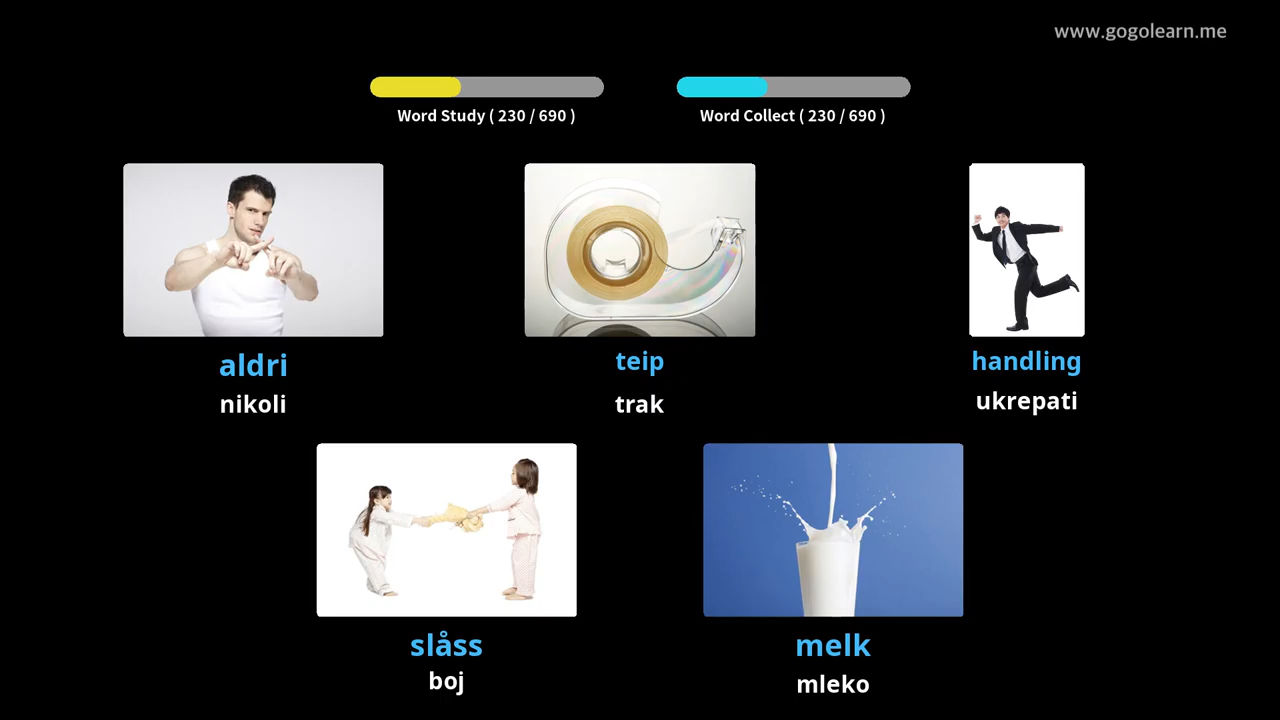 www.gogolearn.me
Word Study ( 230 / 690 )
Word Collect ( 230 / 690 )
aldri
nikoli
teip
trak
handling
ukrepati
slåss
boj
melk
mleko